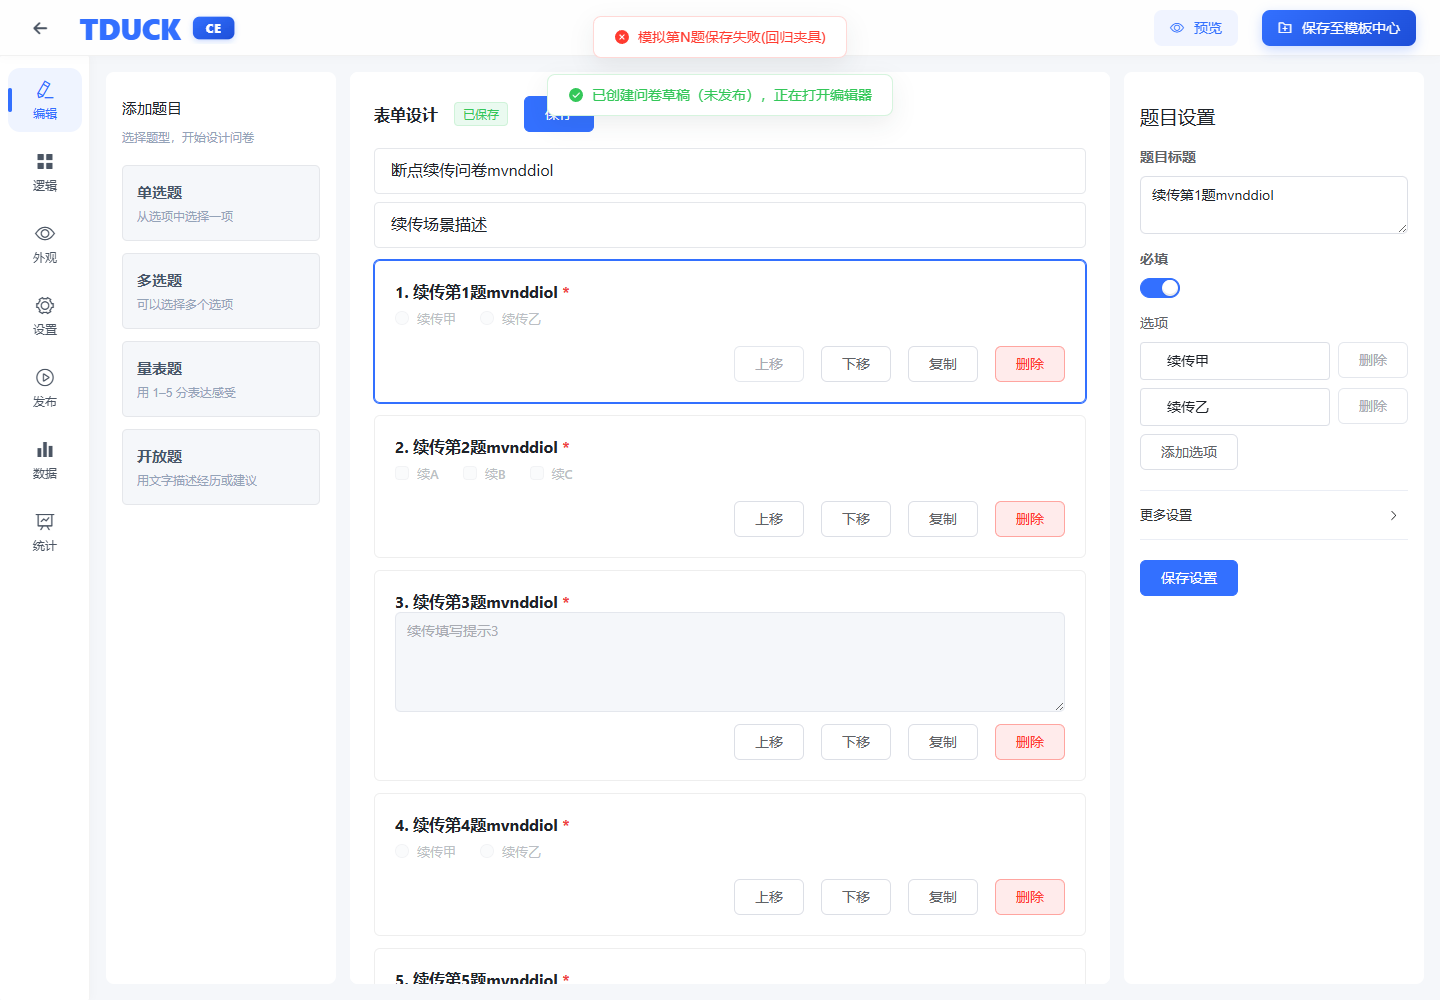 TDUCK CE
模拟第N题保存失败(回归夹具)
预览
保存至模板中心
已创建问卷草稿（未发布），正在打开编辑器
编辑
逻辑
外观
设置
发布
数据
统计
添加题目
选择题型，开始设计问卷
单选题
从选项中选择一项
多选题
可以选择多个选项
量表题
用 1–5 分表达感受
开放题
用文字描述经历或建议
表单设计
已保存
保存
断点续传问卷mvnddiol
续传场景描述
1. 续传第1题mvnddiol *
续传甲 续传乙
上移 下移 复制 删除
2. 续传第2题mvnddiol *
续A 续B 续C
上移 下移 复制 删除
3. 续传第3题mvnddiol *
续传填写提示3
上移 下移 复制 删除
4. 续传第4题mvnddiol *
续传甲 续传乙
上移 下移 复制 删除
5. 续传第5题mvnddiol *
题目设置
题目标题
续传第1题mvnddiol
必填
选项
续传甲 删除
续传乙 删除
添加选项
更多设置
保存设置